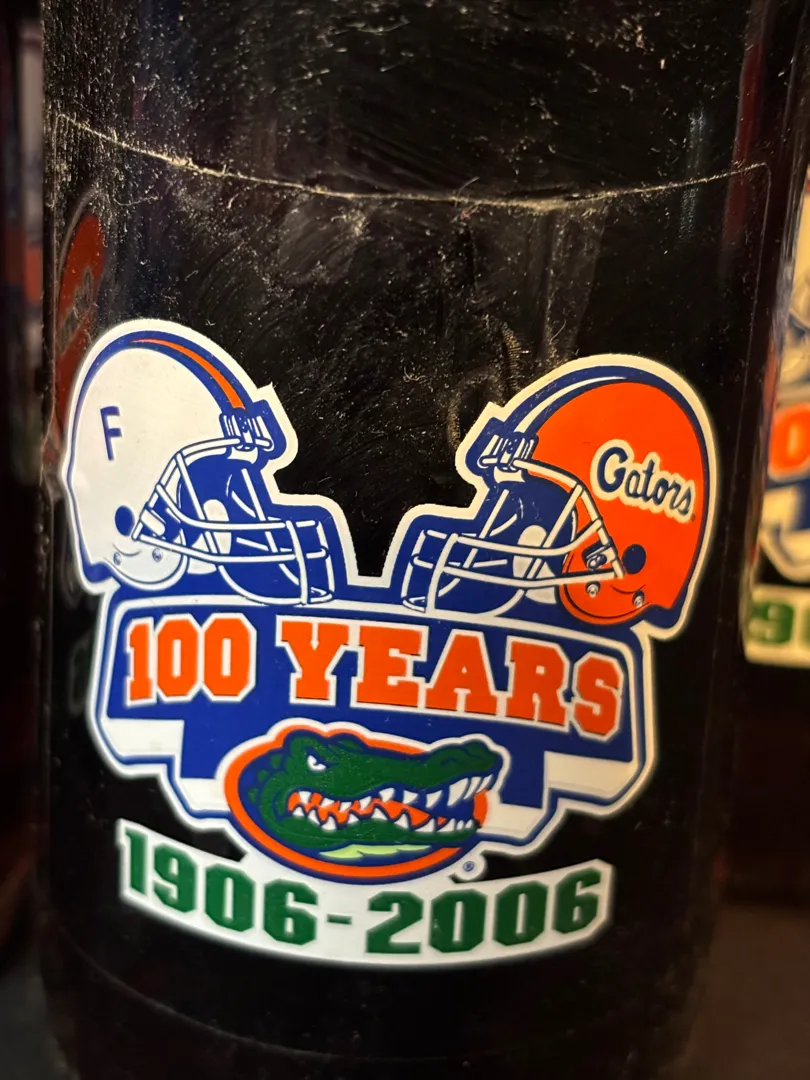 F
Gators
100 YEARS
®
1906-2006